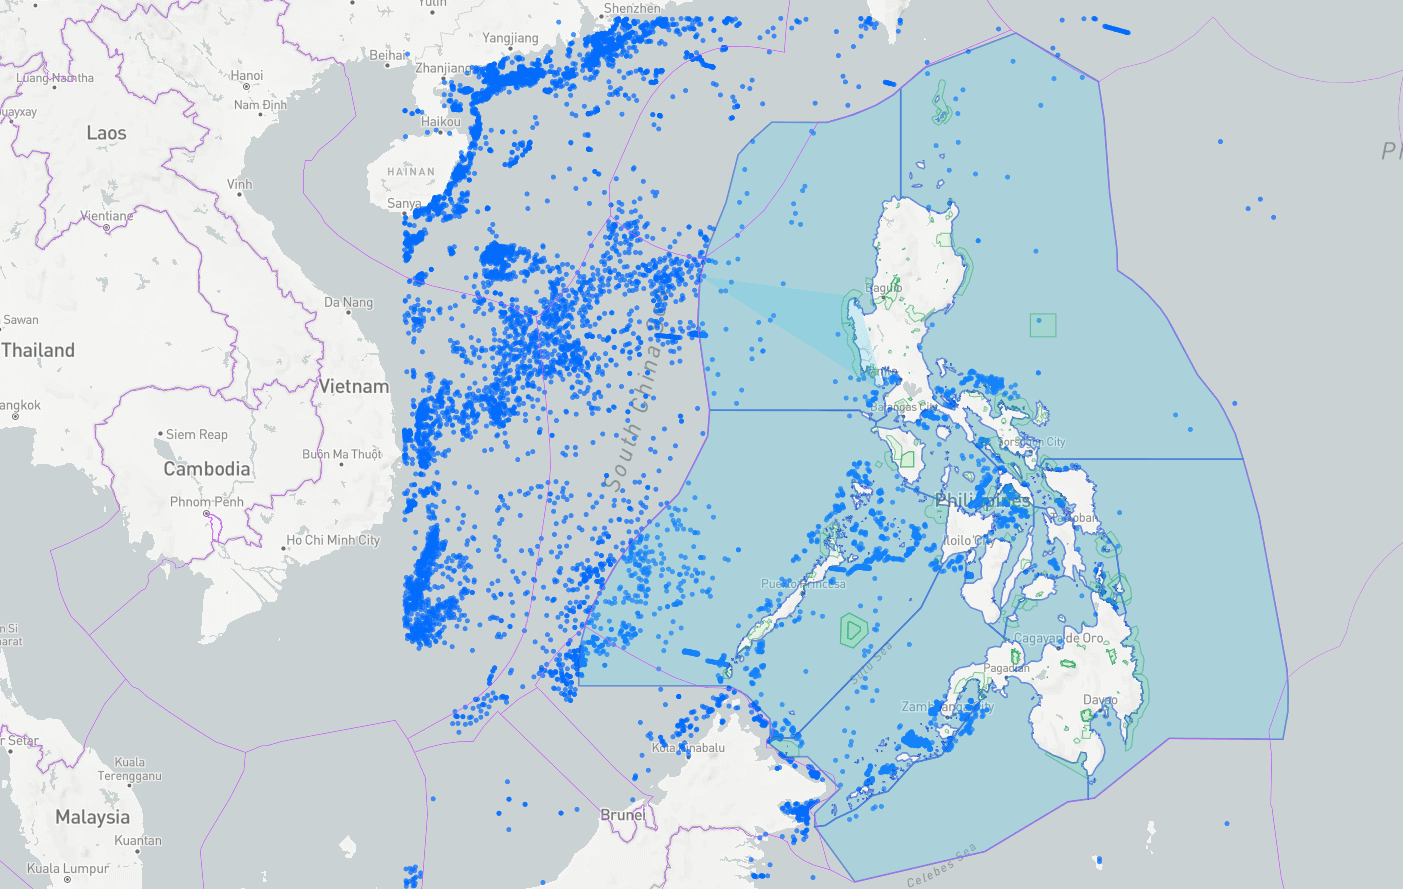 Yulin
Shenzhen
Yangjiang
Beihai
Zhanjiang
Hanoi
Luang Namtha
Nam Định
Laos
Haikou
HAINAN
Vinh
Sanya
Vientiane
Baguio
Da Nang
Sawan
Thailand
South China
Manila
Vietnam
Batangas City
angkok
Siem Reap
Sorsogon City
Buôn Ma Thuột
Cambodia
Phnom Penh
Philippines
Tacloban
Ho Chi Minh City
Iloilo City
Puerto Princesa
Cagayan de Oro
Sulu Sea
Pagadian
Davao
Zamboanga City
r Setar
Kota Kinabalu
Kuala
Terengganu
Malaysia
Brunei
Kuantan
Kuala Lumpur
Celebes Sea